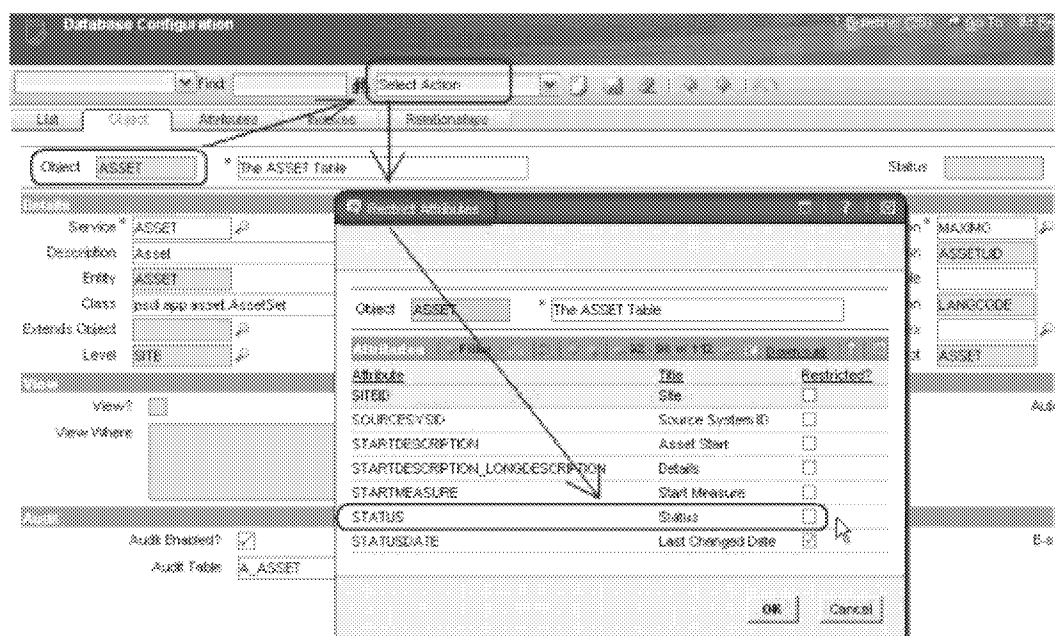 Database Configuration
Find
Select Action
List Object Attributes Indexes Relationships
Object ASSET * The ASSET Table Status
Details
Service * ASSET
MAXIMO
Description Asset
ASSETUID
Entity ASSET
Class psdi.app.asset.AssetSet
LANGCODE
Extends Object
Level SITE
ASSET
View
View?
View Where
Audit
Audit Enabled?
Audit Table A_ASSET
Restrict Attributes
Object ASSET * The ASSET Table
Attributes Filter Download
Attribute Title Restricted?
SITEID Site
SOURCESYSID Source System ID
STARTDESCRIPTION Asset Start
STARTDESCRIPTION_LONGDESCRIPTION Details
STARTMEASURE Start Measure
STATUS Status
STATUSDATE Last Changed Date
OK Cancel